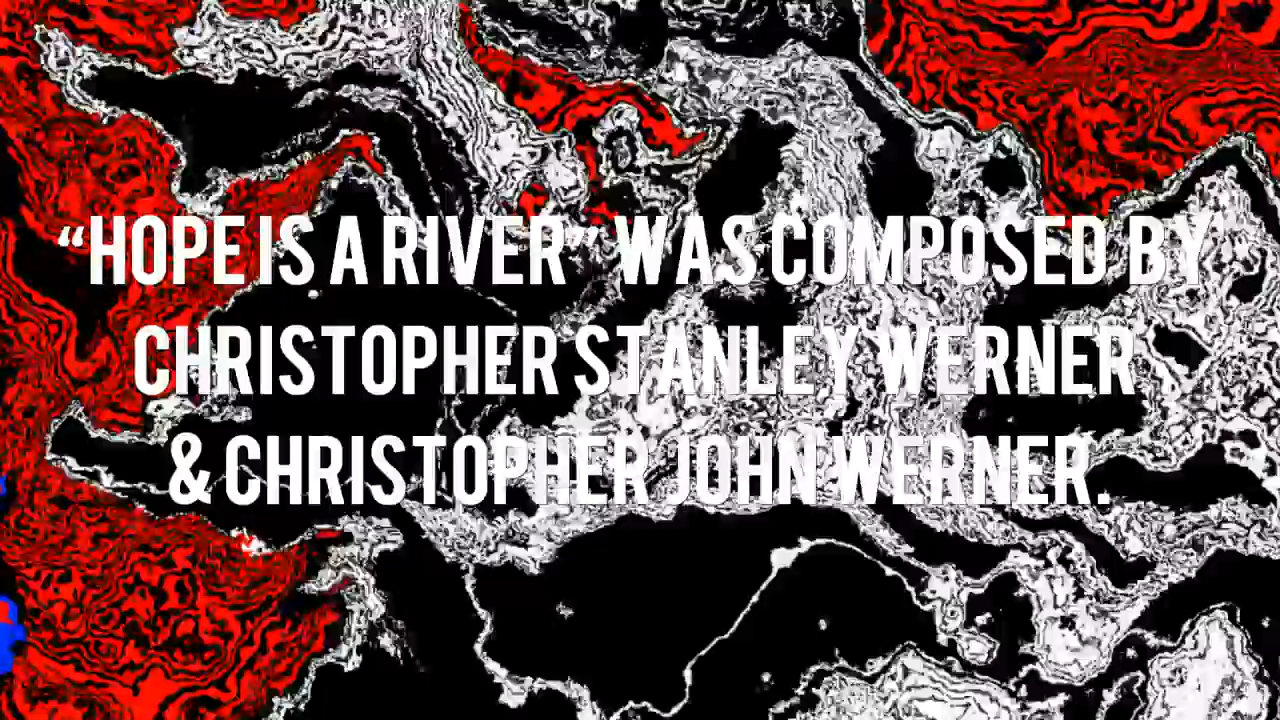 “HOPE IS A RIVER” WAS COMPOSED BY
CHRISTOPHER STANLEY WERNER
& CHRISTOPHER JOHN WERNER.